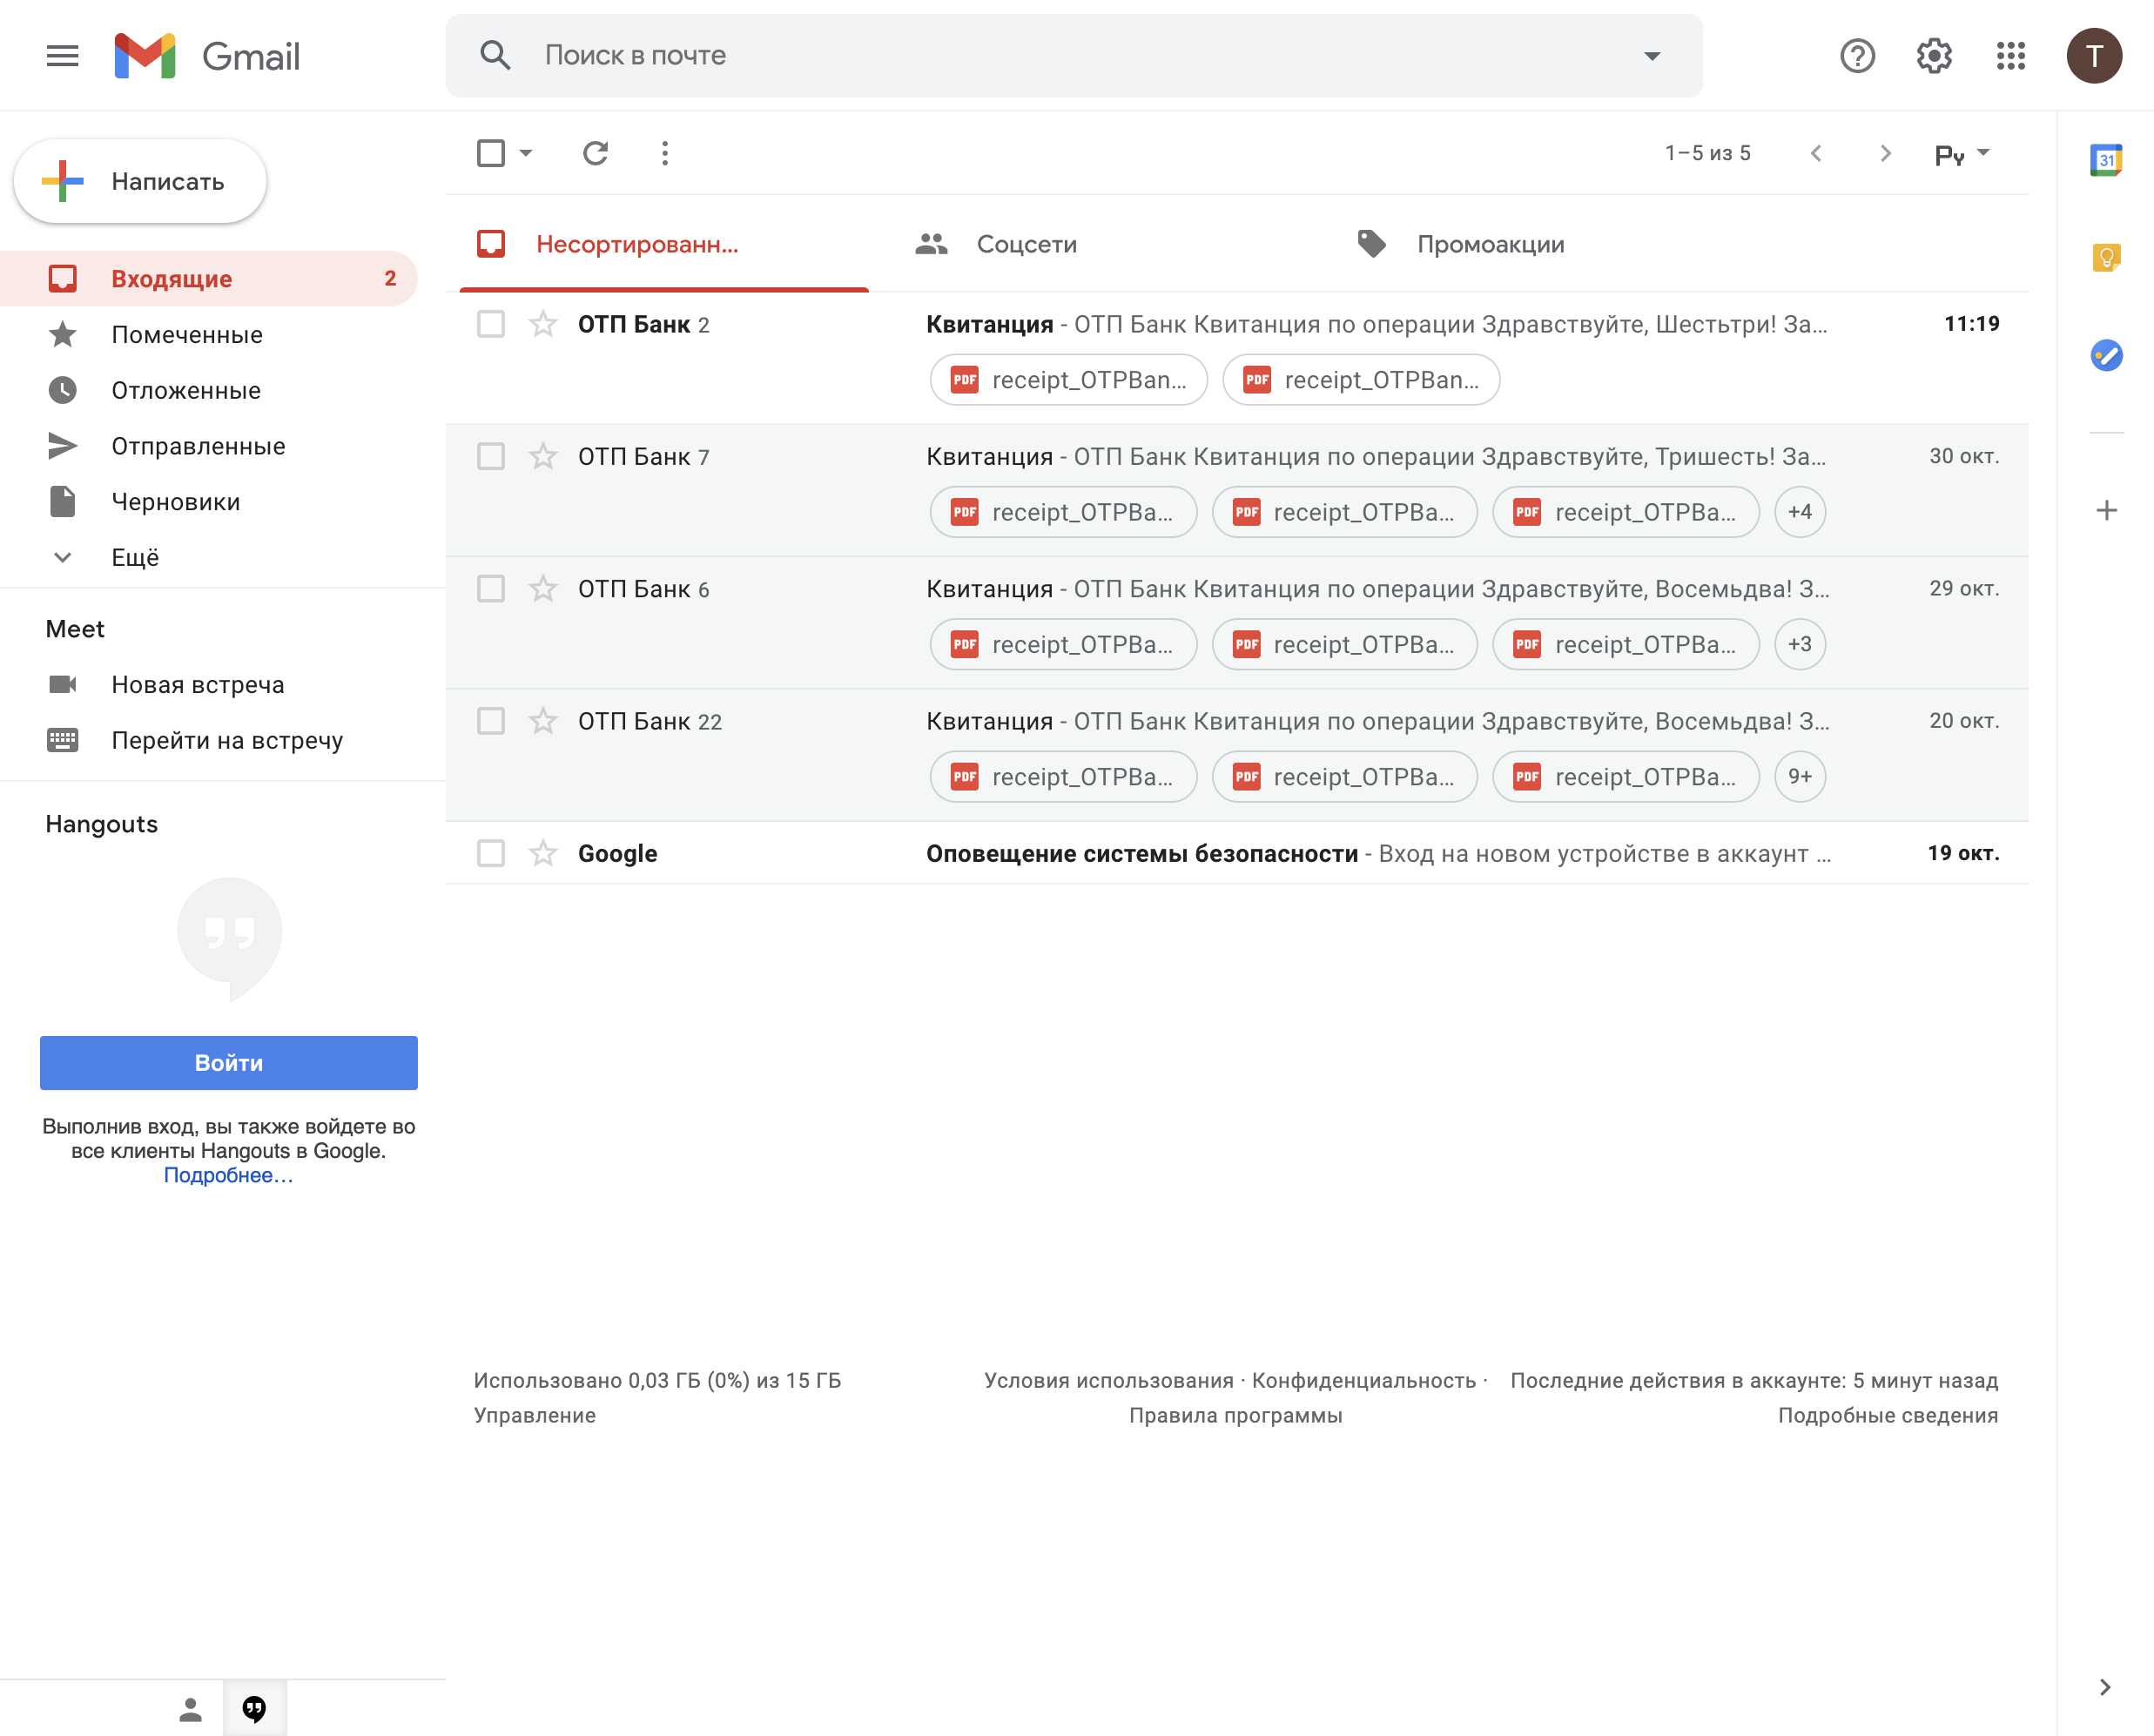 Gmail
Поиск в почте
T
Написать
1–5 из 5
Ру
31
Несортированн...
Соцсети
Промоакции
Входящие 2
Помеченные
Отложенные
Отправленные
Черновики
Ещё
ОТП Банк 2 Квитанция - ОТП Банк Квитанция по операции Здравствуйте, Шестьтри! За... 11:19
PDF receipt_OTPBan... PDF receipt_OTPBan...
ОТП Банк 7 Квитанция - ОТП Банк Квитанция по операции Здравствуйте, Тришесть! За... 30 окт.
PDF receipt_OTPBa... PDF receipt_OTPBa... PDF receipt_OTPBa... +4
ОТП Банк 6 Квитанция - ОТП Банк Квитанция по операции Здравствуйте, Восемьдва! З... 29 окт.
PDF receipt_OTPBa... PDF receipt_OTPBa... PDF receipt_OTPBa... +3
ОТП Банк 22 Квитанция - ОТП Банк Квитанция по операции Здравствуйте, Восемьдва! З... 20 окт.
PDF receipt_OTPBa... PDF receipt_OTPBa... PDF receipt_OTPBa... 9+
Google Оповещение системы безопасности - Вход на новом устройстве в аккаунт ... 19 окт.
Meet
Новая встреча
Перейти на встречу
Hangouts
Войти
Выполнив вход, вы также войдете во
все клиенты Hangouts в Google.
Подробнее…
Использовано 0,03 ГБ (0%) из 15 ГБ
Управление
Условия использования · Конфиденциальность ·
Правила программы
Последние действия в аккаунте: 5 минут назад
Подробные сведения